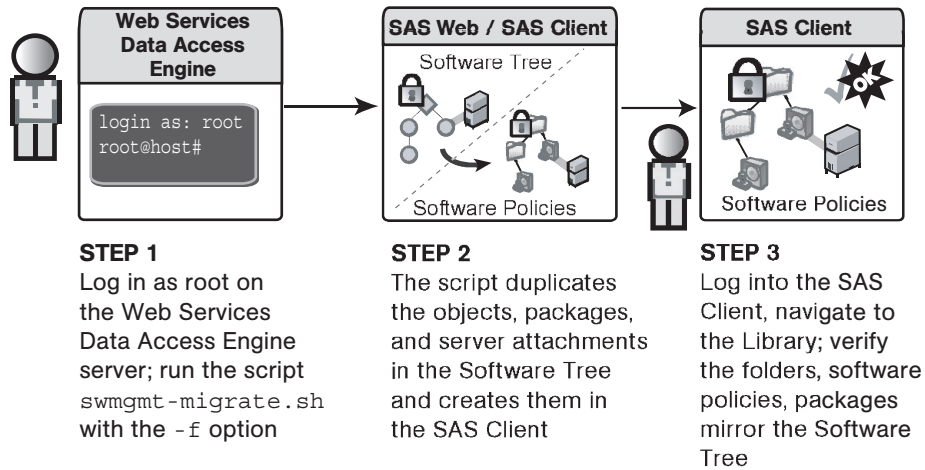 Web Services
Data Access
Engine
login as: root
root@host#
SAS Web / SAS Client
Software Tree
Software Policies
SAS Client
OK
Software Policies
STEP 1
Log in as root on
the Web Services
Data Access Engine
server; run the script
swmgmt-migrate.sh
with the -f option
STEP 2
The script duplicates
the objects, packages,
and server attachments
in the Software Tree
and creates them in
the SAS Client
STEP 3
Log into the SAS
Client, navigate to
the Library; verify
the folders, software
policies, packages
mirror the Software
Tree